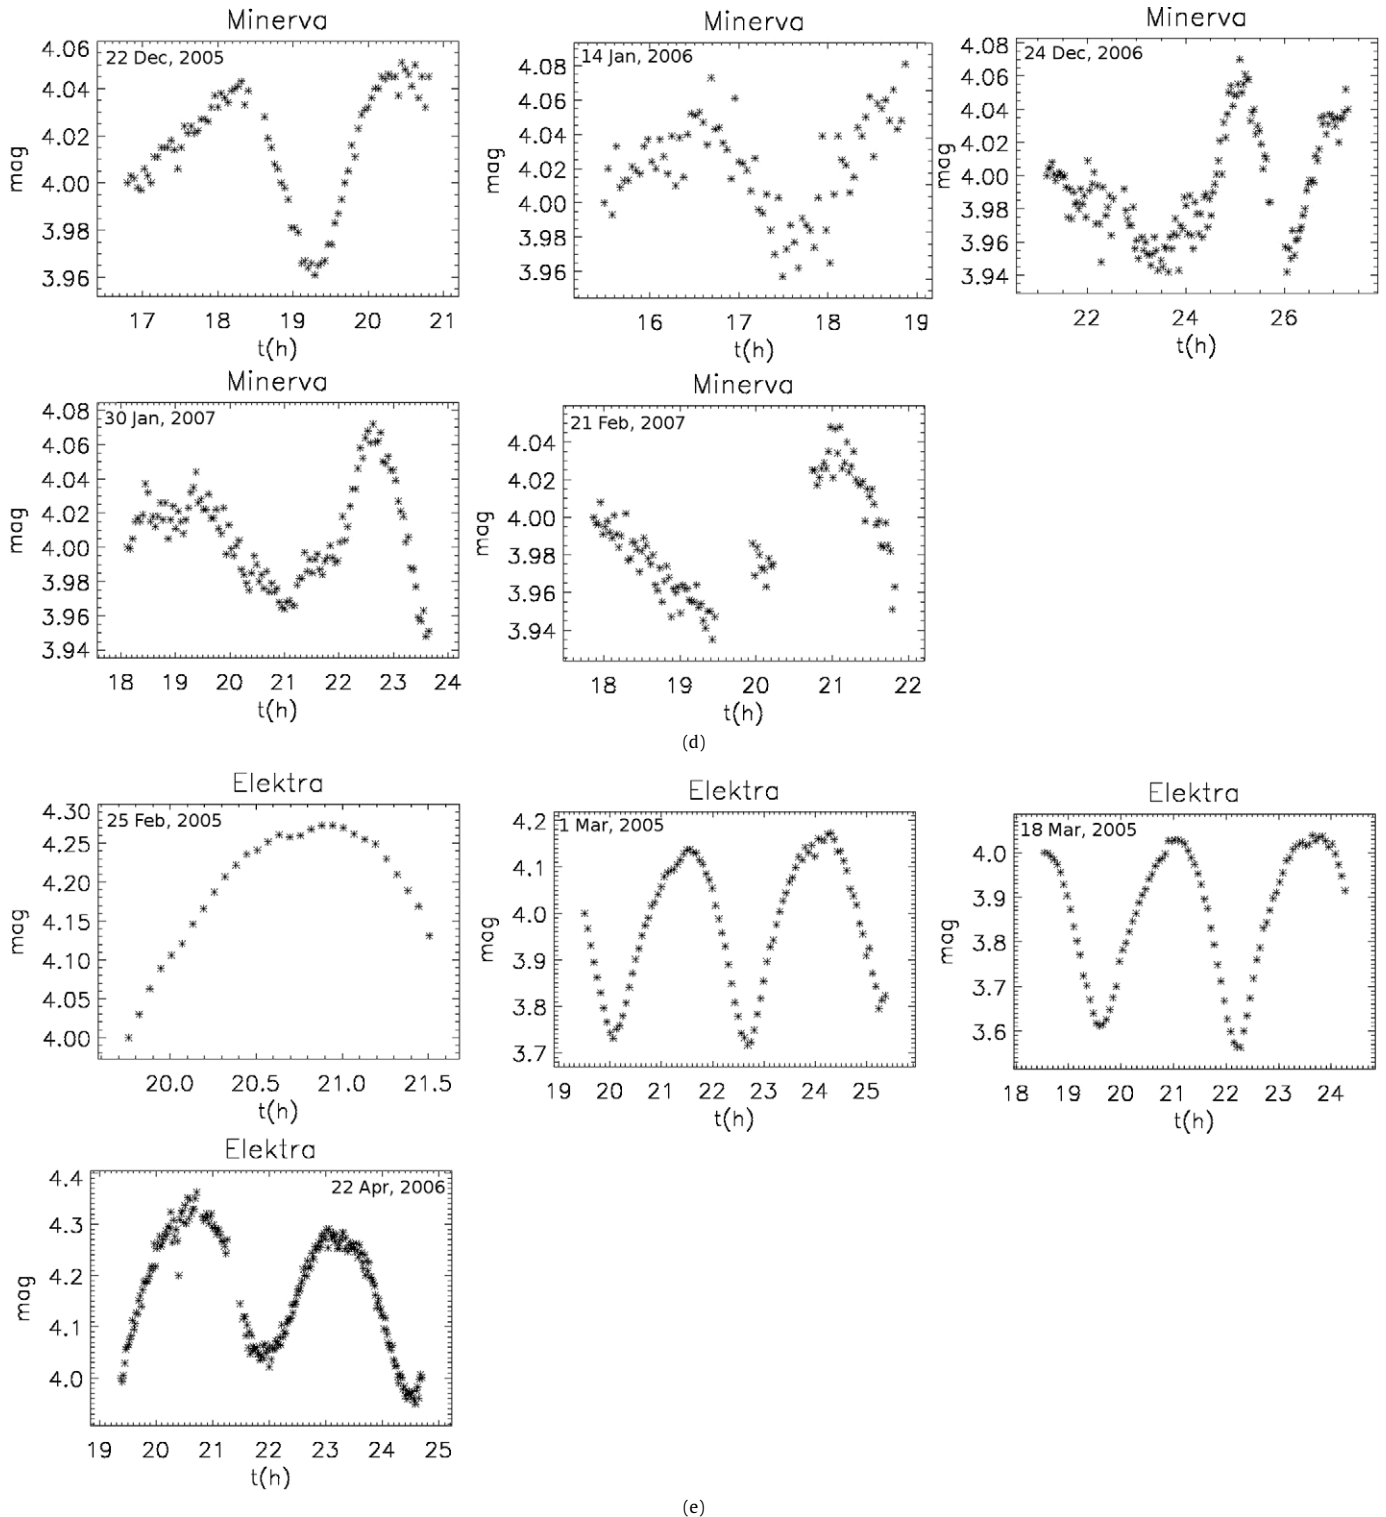 Minerva
22 Dec, 2005
4.06
4.04
4.02
4.00
3.98
3.96
mag
17 18 19 20 21
t(h)
Minerva
14 Jan, 2006
4.08
4.06
4.04
4.02
4.00
3.98
3.96
mag
16 17 18 19
t(h)
Minerva
24 Dec, 2006
4.08
4.06
4.04
4.02
4.00
3.98
3.96
3.94
mag
22 24 26
t(h)
Minerva
30 Jan, 2007
4.08
4.06
4.04
4.02
4.00
3.98
3.96
3.94
mag
18 19 20 21 22 23 24
t(h)
Minerva
21 Feb, 2007
4.04
4.02
4.00
3.98
3.96
3.94
mag
18 19 20 21 22
t(h)
(d)
Elektra
25 Feb, 2005
4.30
4.25
4.20
4.15
4.10
4.05
4.00
mag
20.0 20.5 21.0 21.5
t(h)
Elektra
1 Mar, 2005
4.2
4.1
4.0
3.9
3.8
3.7
mag
19 20 21 22 23 24 25
t(h)
Elektra
18 Mar, 2005
4.0
3.9
3.8
3.7
3.6
mag
18 19 20 21 22 23 24
t(h)
Elektra
22 Apr, 2006
4.4
4.3
4.2
4.1
4.0
mag
19 20 21 22 23 24 25
t(h)
(e)